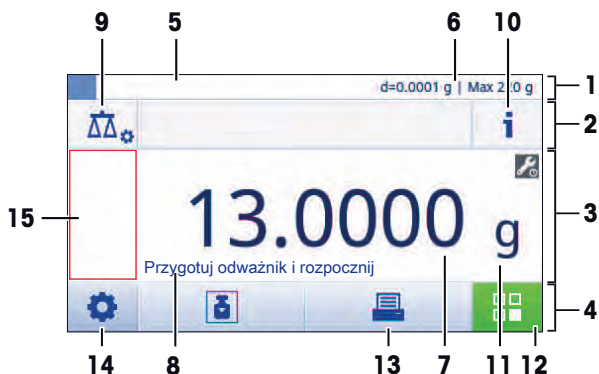 9 5 6 10
d=0.0001 g | Max 220 g
1
2
i
15
13.0000 g
3
Przygotuj odważnik i rozpocznij
4
14 8 13 7 11 12